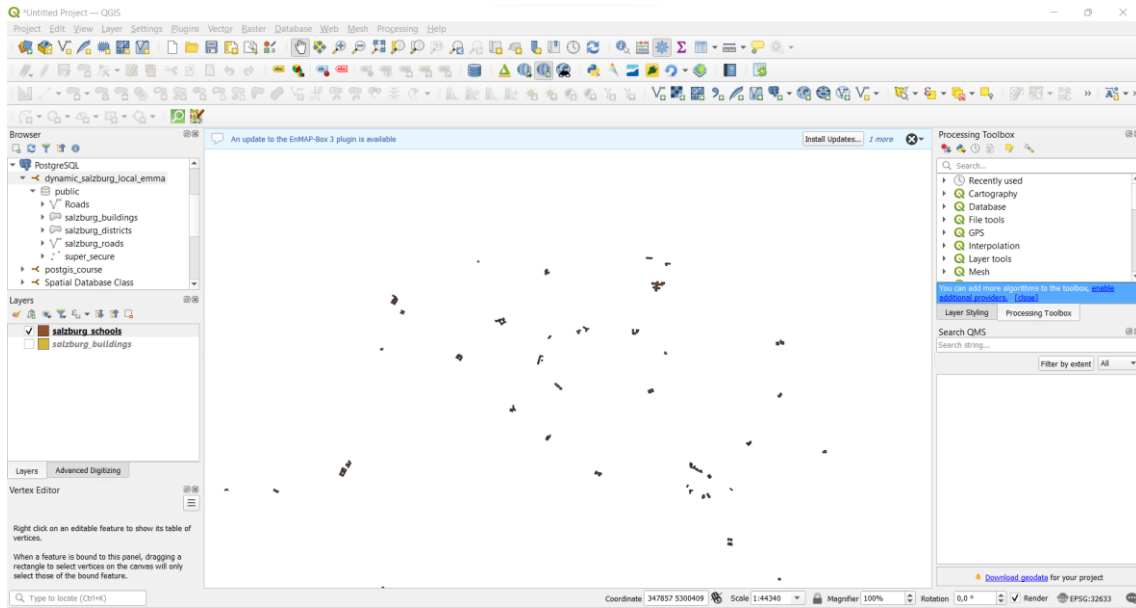 *Untitled Project — QGIS
Project Edit View Layer Settings Plugins Vector Raster Database Web Mesh Processing Help
Browser
An update to the EnMAP-Box 3 plugin is available
Install Updates...
1 more
Processing Toolbox
PostgreSQL
dynamic_salzburg_local_emma
public
Roads
salzburg_buildings
salzburg_districts
salzburg_roads
super_secure
postgis_course
Spatial Database Class
Search...
Recently used
Cartography
Database
File tools
GPS
Interpolation
Layer tools
Mesh
You can add more algorithms to the toolbox, enable
additional providers. [close]
Layer Styling
Processing Toolbox
Layers
salzburg_schools
salzburg_buildings
Search QMS
Search string...
Filter by extent
All
Layers
Advanced Digitizing
Vertex Editor
Right click on an editable feature to show its table of
vertices.
When a feature is bound to this panel, dragging a
rectangle to select vertices on the canvas will only
select those of the bound feature.
Download geodata for your project
Type to locate (Ctrl+K)
Coordinate 347857 5300409
Scale 1:44340
Magnifier 100%
Rotation 0,0 °
Render
EPSG:32633